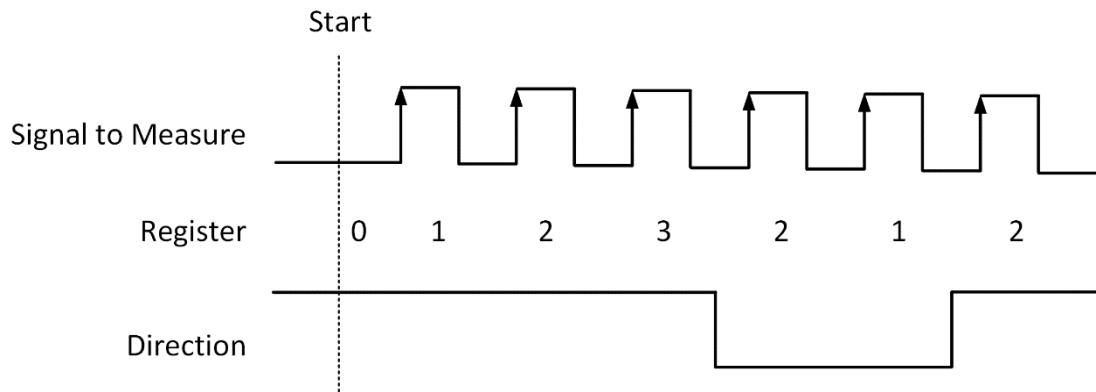 Start
Signal to Measure
Register 0 1 2 3 2 1 2
Direction